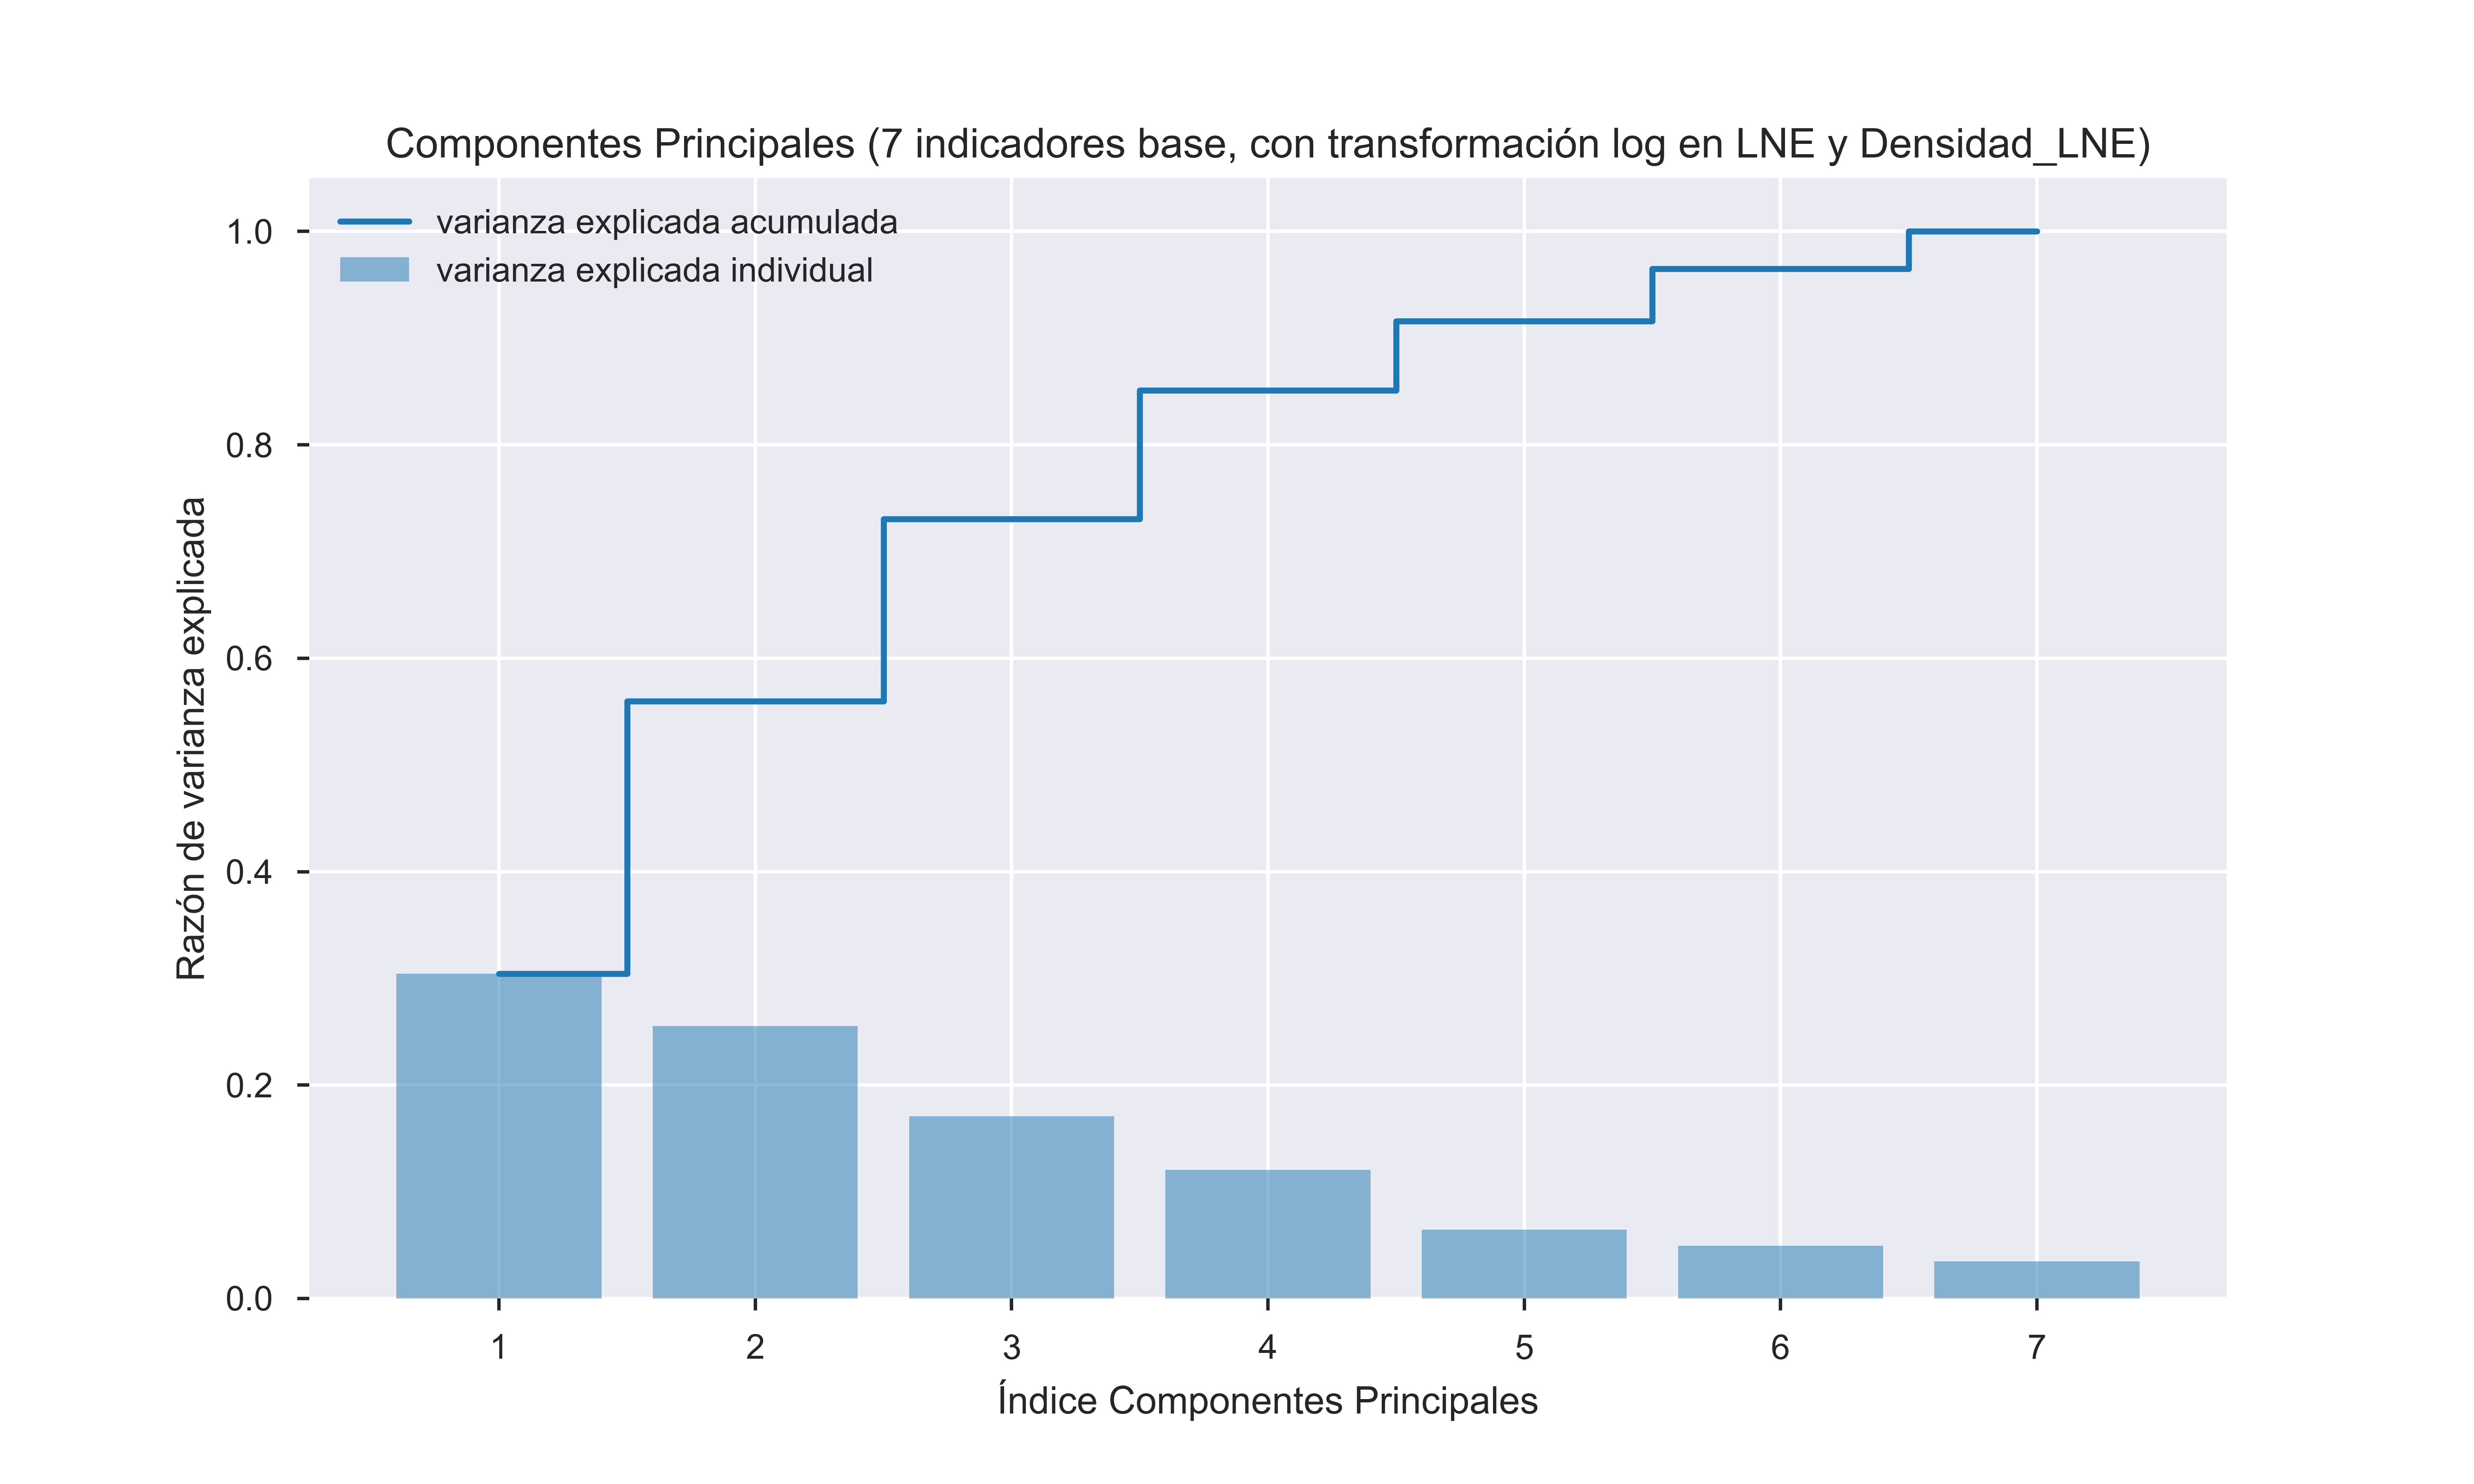 Componentes Principales (7 indicadores base, con transformación log en LNE y Densidad_LNE)
varianza explicada acumulada
varianza explicada individual
1.0
0.8
0.6
0.4
0.2
0.0
Razón de varianza explicada
1 2 3 4 5 6 7
Índice Componentes Principales